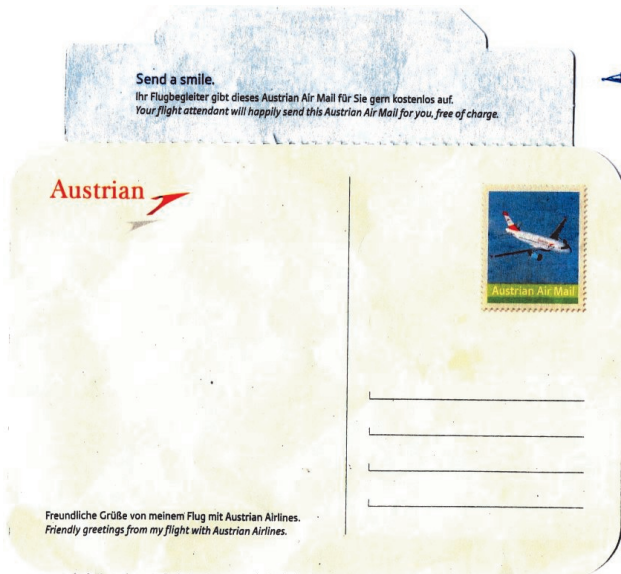 Send a smile.
Ihr Flugbegleiter gibt dieses Austrian Air Mail für Sie gern kostenlos auf.
Your flight attendant will happily send this Austrian Air Mail for you, free of charge.
Austrian
Austrian Air Mail
Freundliche Grüße von meinem Flug mit Austrian Airlines.
Friendly greetings from my flight with Austrian Airlines.